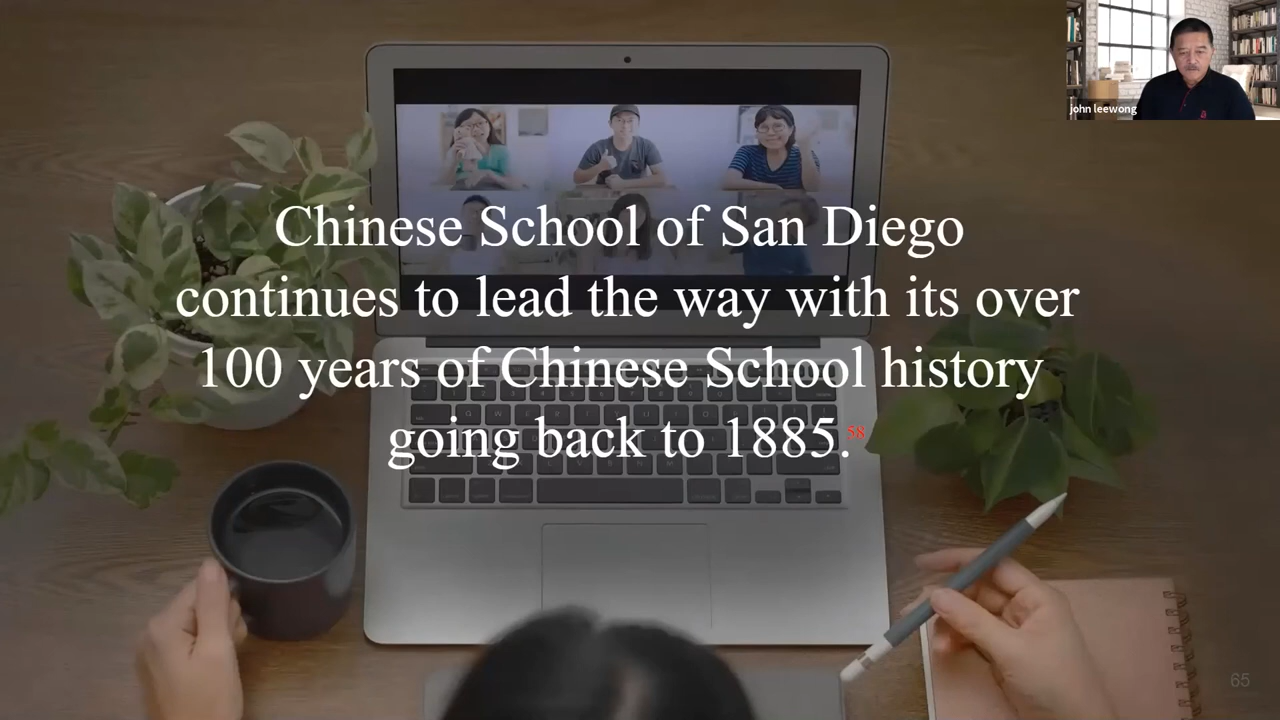 john leewong
Chinese School of San Diego
continues to lead the way with its over
100 years of Chinese School history
going back to 1885.58
65